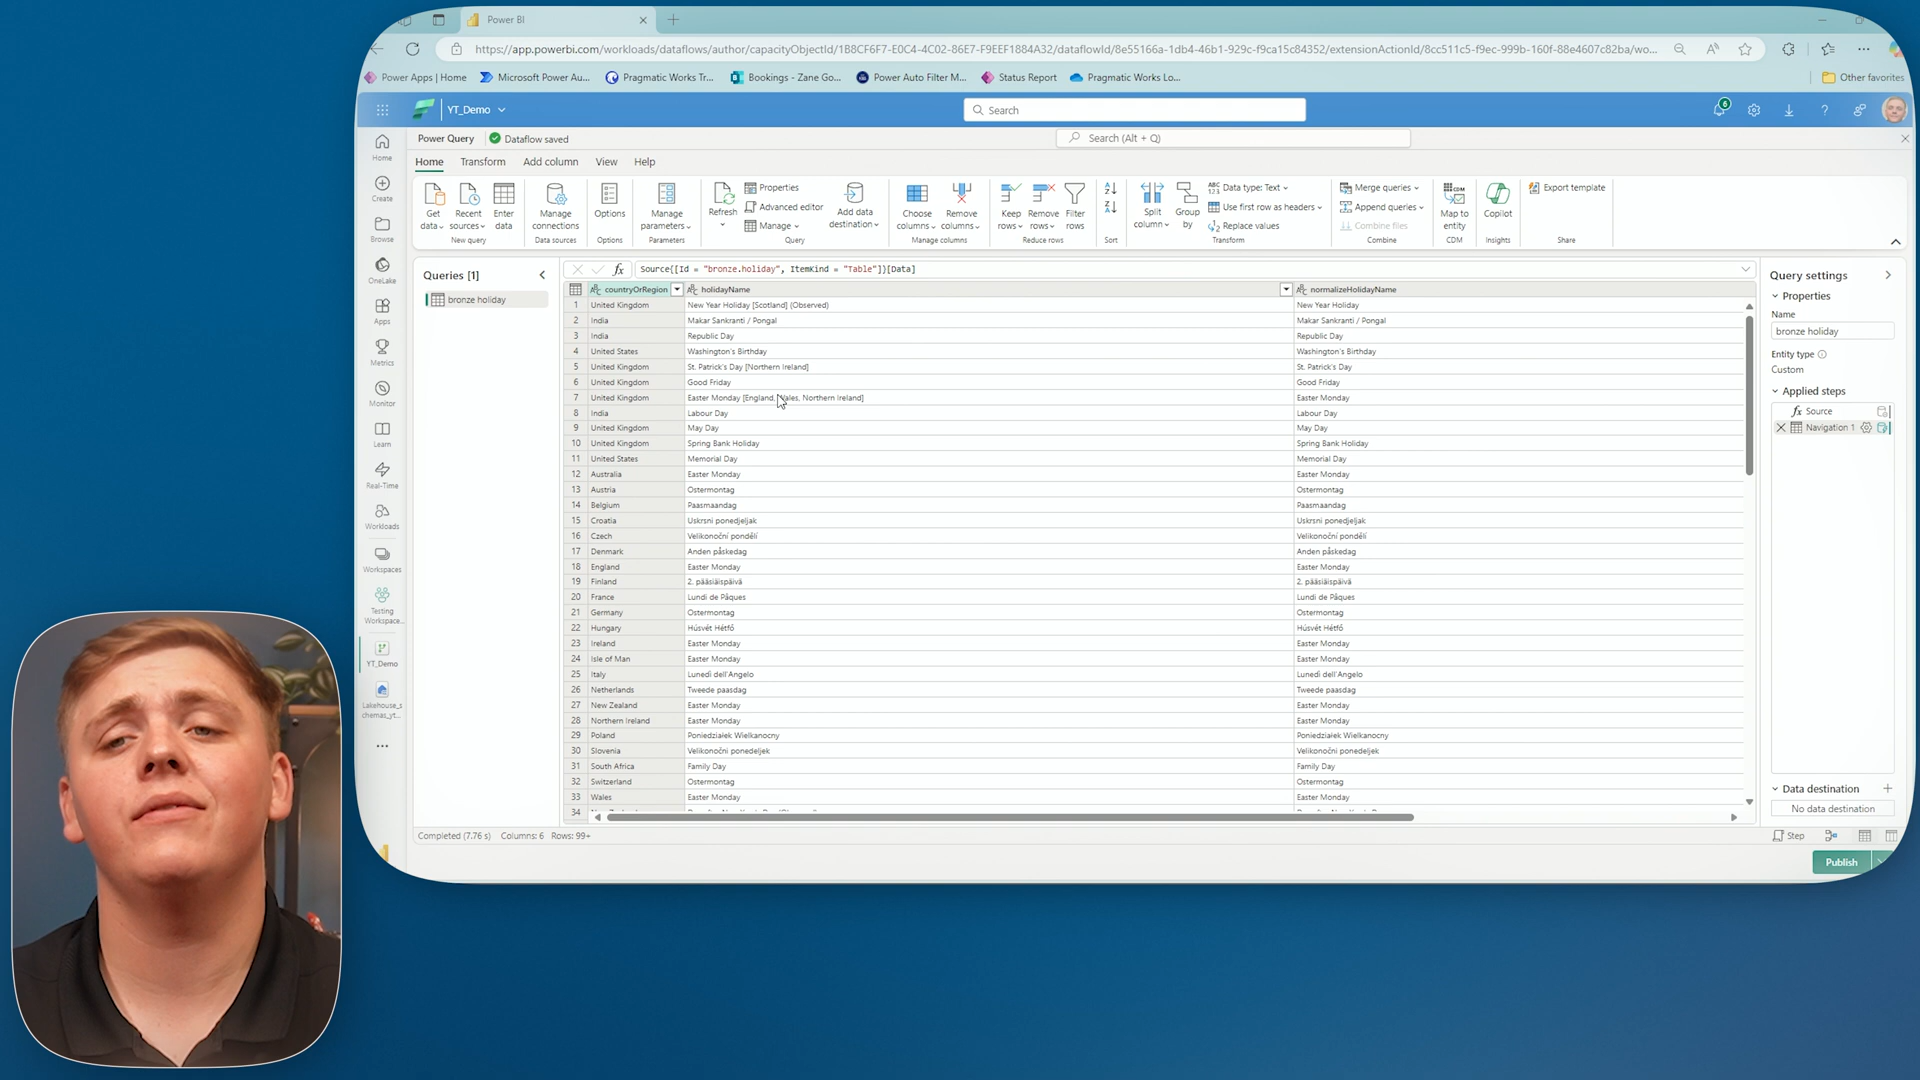 Power BI
https://app.powerbi.com/workloads/dataflows/author/capacityObjectId/1B8CF6F7-E0C4-4C02-86E7-F9EEF1884A32/dataflowId/8e55166a-1db4-46b1-929c-f9ca15c84352/extensionActionId/8cc511c5-f9ec-999b-160f-88e4607c82ba/wo...
Power Apps | Home
Microsoft Power Au...
Pragmatic Works Tr...
Bookings - Zane Go...
Power Auto Filter M...
Status Report
Pragmatic Works Lo...
Other favorites
YT_Demo
Search
6
Power Query
Dataflow saved
Search (Alt + Q)
Home Transform Add column View Help
Get data
Recent sources
Enter data
New query
Manage connections
Data sources
Options
Options
Manage parameters
Parameters
Refresh
Properties
Advanced editor
Manage
Query
Add data destination
Choose columns
Remove columns
Manage columns
Keep rows
Remove rows
Filter rows
Reduce rows
Sort
Split column
Group by
Data type: Text
Use first row as headers
Replace values
Transform
Merge queries
Append queries
Combine files
Combine
Map to entity
CDM
Copilot
Insights
Export template
Share
Home
Create
Browse
OneLake
Apps
Metrics
Monitor
Learn
Real-Time
Workloads
Workspaces
Testing
Workspace...
YT_Demo
Lakehouse_s
chemas_yt...
Queries [1]
bronze holiday
Source{[Id = "bronze.holiday", ItemKind = "Table"]}[Data]
countryOrRegion holidayName normalizeHolidayName
1 United Kingdom New Year Holiday [Scotland] (Observed) New Year Holiday
2 India Makar Sankranti / Pongal Makar Sankranti / Pongal
3 India Republic Day Republic Day
4 United States Washington's Birthday Washington's Birthday
5 United Kingdom St. Patrick's Day [Northern Ireland] St. Patrick's Day
6 United Kingdom Good Friday Good Friday
7 United Kingdom Easter Monday [England, Wales, Northern Ireland] Easter Monday
8 India Labour Day Labour Day
9 United Kingdom May Day May Day
10 United Kingdom Spring Bank Holiday Spring Bank Holiday
11 United States Memorial Day Memorial Day
12 Australia Easter Monday Easter Monday
13 Austria Ostermontag Ostermontag
14 Belgium Paasmaandag Paasmaandag
15 Croatia Uskrsni ponedjeljak Uskrsni ponedjeljak
16 Czech Velikonoční pondělí Velikonoční pondělí
17 Denmark Anden påskedag Anden påskedag
18 England Easter Monday Easter Monday
19 Finland 2. pääsiäispäivä 2. pääsiäispäivä
20 France Lundi de Pâques Lundi de Pâques
21 Germany Ostermontag Ostermontag
22 Hungary Húsvét Hétfő Húsvét Hétfő
23 Ireland Easter Monday Easter Monday
24 Isle of Man Easter Monday Easter Monday
25 Italy Lunedì dell'Angelo Lunedì dell'Angelo
26 Netherlands Tweede paasdag Tweede paasdag
27 New Zealand Easter Monday Easter Monday
28 Northern Ireland Easter Monday Easter Monday
29 Poland Poniedziałek Wielkanocny Poniedziałek Wielkanocny
30 Slovenia Velikonočni ponedeljek Velikonočni ponedeljek
31 South Africa Family Day Family Day
32 Switzerland Ostermontag Ostermontag
33 Wales Easter Monday Easter Monday
34
Completed (7.76 s) Columns: 6 Rows: 99+
Query settings
Properties
Name
bronze holiday
Entity type
Custom
Applied steps
Source
Navigation 1
Data destination
No data destination
Step
Publish